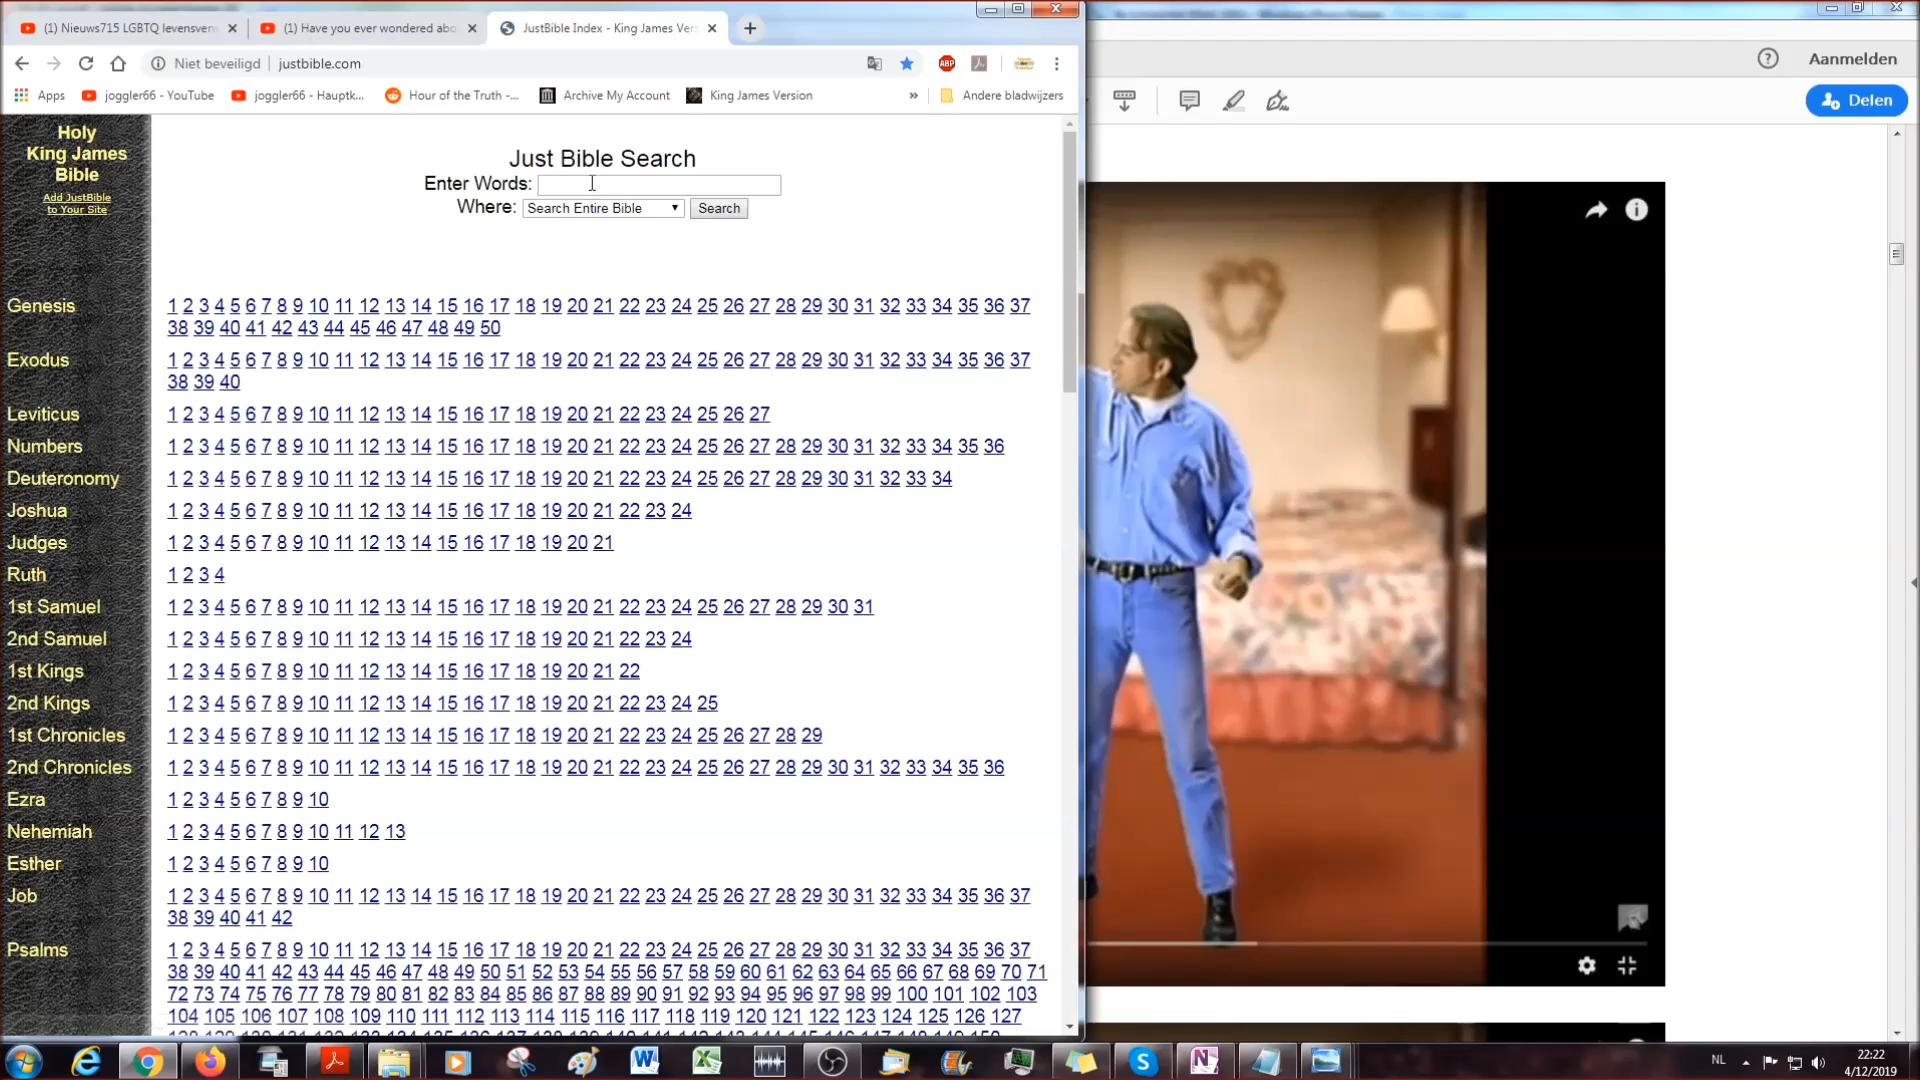 (1) Nieuws715 LGBTQ levensverw
(1) Have you ever wondered abo
JustBible Index - King James Vers
Niet beveiligd
justbible.com
Apps
joggler66 - YouTube
joggler66 - Hauptk...
Hour of the Truth -...
Archive My Account
King James Version
»
Andere bladwijzers
ABP
Aanmelden
Delen
Holy
King James
Bible
Add JustBible
to Your Site
Just Bible Search
Enter Words:
Where: Search Entire Bible Search
Genesis 1 2 3 4 5 6 7 8 9 10 11 12 13 14 15 16 17 18 19 20 21 22 23 24 25 26 27 28 29 30 31 32 33 34 35 36 37
38 39 40 41 42 43 44 45 46 47 48 49 50
Exodus 1 2 3 4 5 6 7 8 9 10 11 12 13 14 15 16 17 18 19 20 21 22 23 24 25 26 27 28 29 30 31 32 33 34 35 36 37
38 39 40
Leviticus 1 2 3 4 5 6 7 8 9 10 11 12 13 14 15 16 17 18 19 20 21 22 23 24 25 26 27
Numbers 1 2 3 4 5 6 7 8 9 10 11 12 13 14 15 16 17 18 19 20 21 22 23 24 25 26 27 28 29 30 31 32 33 34 35 36
Deuteronomy 1 2 3 4 5 6 7 8 9 10 11 12 13 14 15 16 17 18 19 20 21 22 23 24 25 26 27 28 29 30 31 32 33 34
Joshua 1 2 3 4 5 6 7 8 9 10 11 12 13 14 15 16 17 18 19 20 21 22 23 24
Judges 1 2 3 4 5 6 7 8 9 10 11 12 13 14 15 16 17 18 19 20 21
Ruth 1 2 3 4
1st Samuel 1 2 3 4 5 6 7 8 9 10 11 12 13 14 15 16 17 18 19 20 21 22 23 24 25 26 27 28 29 30 31
2nd Samuel 1 2 3 4 5 6 7 8 9 10 11 12 13 14 15 16 17 18 19 20 21 22 23 24
1st Kings 1 2 3 4 5 6 7 8 9 10 11 12 13 14 15 16 17 18 19 20 21 22
2nd Kings 1 2 3 4 5 6 7 8 9 10 11 12 13 14 15 16 17 18 19 20 21 22 23 24 25
1st Chronicles 1 2 3 4 5 6 7 8 9 10 11 12 13 14 15 16 17 18 19 20 21 22 23 24 25 26 27 28 29
2nd Chronicles 1 2 3 4 5 6 7 8 9 10 11 12 13 14 15 16 17 18 19 20 21 22 23 24 25 26 27 28 29 30 31 32 33 34 35 36
Ezra 1 2 3 4 5 6 7 8 9 10
Nehemiah 1 2 3 4 5 6 7 8 9 10 11 12 13
Esther 1 2 3 4 5 6 7 8 9 10
Job 1 2 3 4 5 6 7 8 9 10 11 12 13 14 15 16 17 18 19 20 21 22 23 24 25 26 27 28 29 30 31 32 33 34 35 36 37
38 39 40 41 42
Psalms 1 2 3 4 5 6 7 8 9 10 11 12 13 14 15 16 17 18 19 20 21 22 23 24 25 26 27 28 29 30 31 32 33 34 35 36 37
38 39 40 41 42 43 44 45 46 47 48 49 50 51 52 53 54 55 56 57 58 59 60 61 62 63 64 65 66 67 68 69 70 71
72 73 74 75 76 77 78 79 80 81 82 83 84 85 86 87 88 89 90 91 92 93 94 95 96 97 98 99 100 101 102 103
104 105 106 107 108 109 110 111 112 113 114 115 116 117 118 119 120 121 122 123 124 125 126 127
NL
22:22
4/12/2019